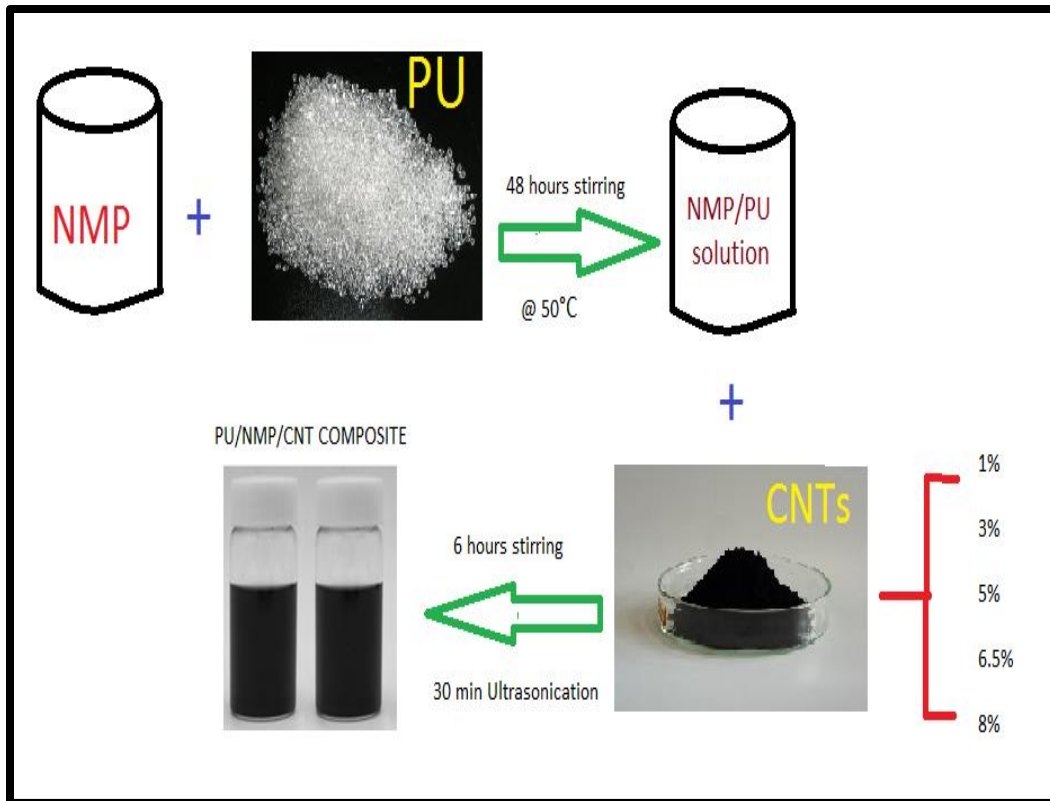 NMP
+
PU
48 hours stirring
@ 50°C
NMP/PU
solution
+
PU/NMP/CNT COMPOSITE
6 hours stirring
30 min Ultrasonication
CNTs
1%
3%
5%
6.5%
8%